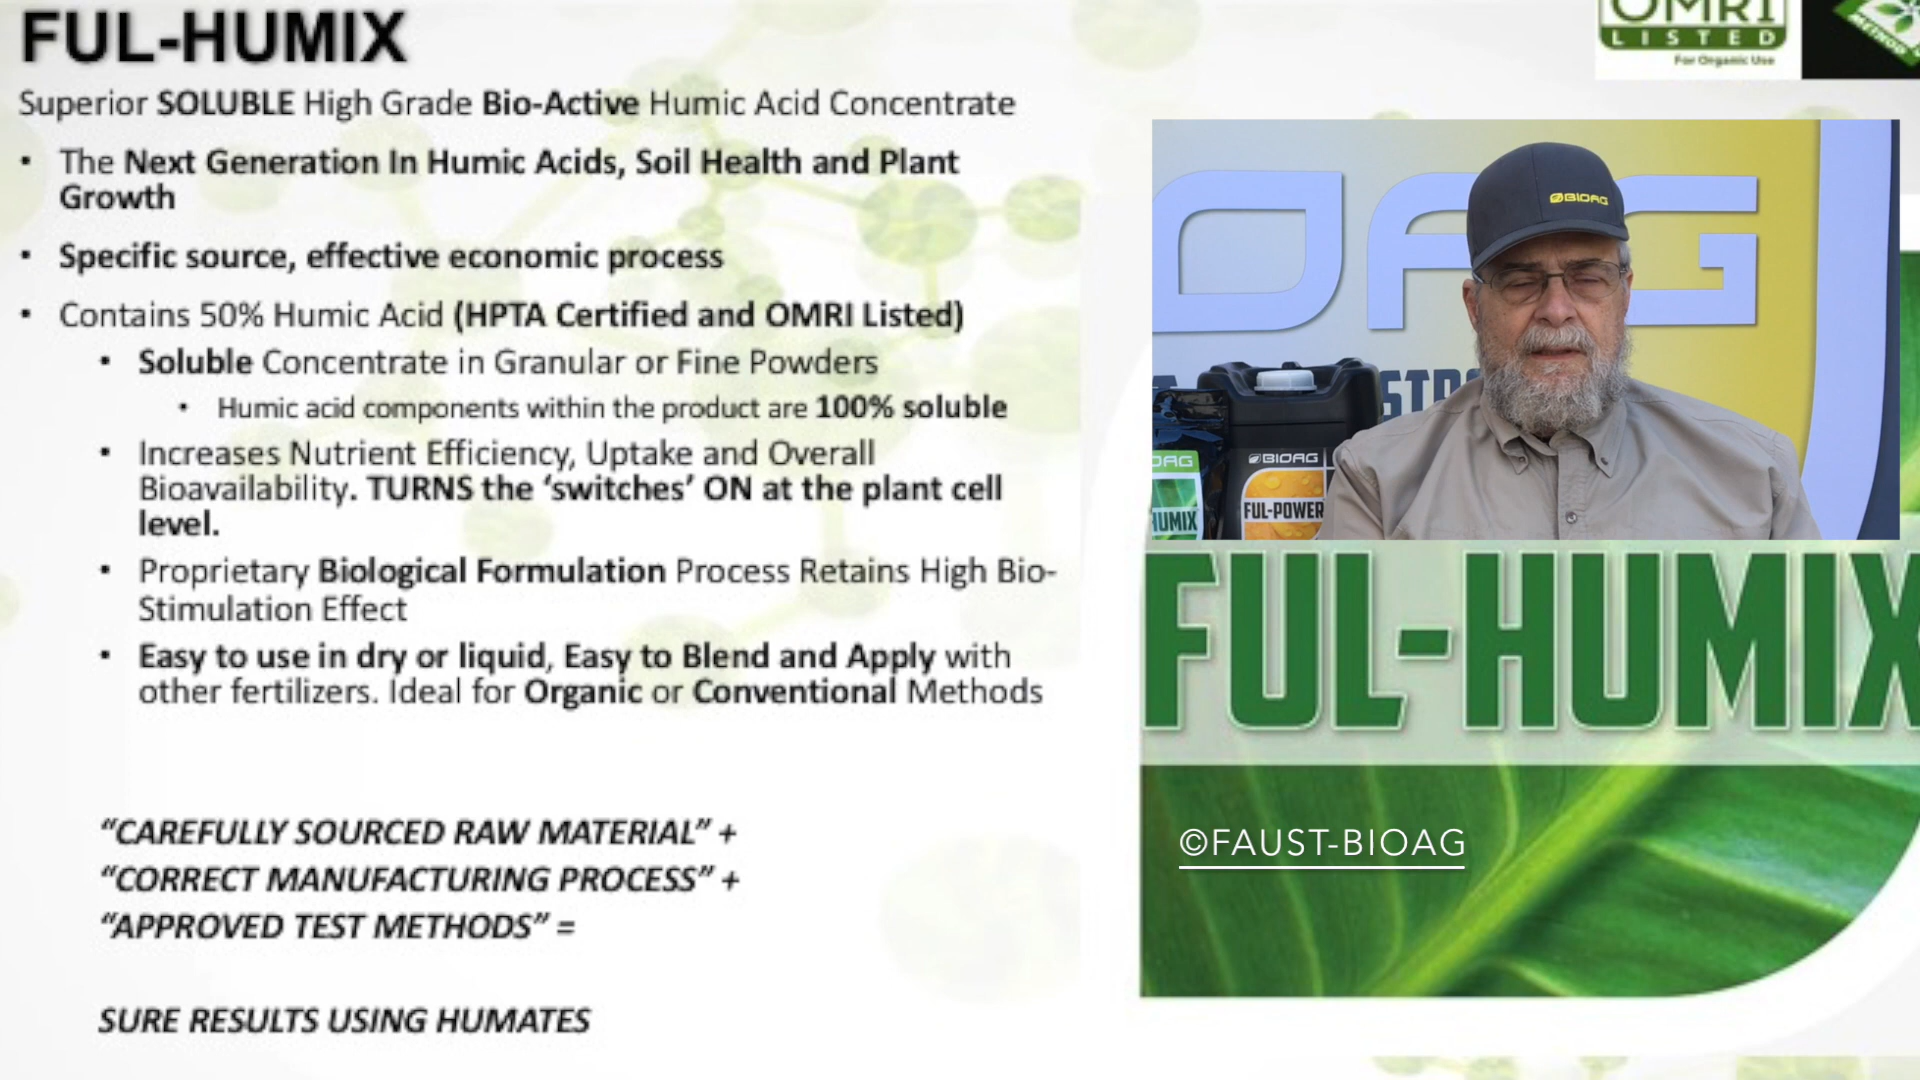 FUL-HUMIX
Superior SOLUBLE High Grade Bio-Active Humic Acid Concentrate
• The Next Generation In Humic Acids, Soil Health and Plant
Growth
• Specific source, effective economic process
• Contains 50% Humic Acid (HPTA Certified and OMRI Listed)
• Soluble Concentrate in Granular or Fine Powders
• Humic acid components within the product are 100% soluble
• Increases Nutrient Efficiency, Uptake and Overall
Bioavailability. TURNS the ‘switches’ ON at the plant cell
level.
• Proprietary Biological Formulation Process Retains High Bio-
Stimulation Effect
• Easy to use in dry or liquid, Easy to Blend and Apply with
other fertilizers. Ideal for Organic or Conventional Methods
“CAREFULLY SOURCED RAW MATERIAL” +
“CORRECT MANUFACTURING PROCESS” +
“APPROVED TEST METHODS” =
SURE RESULTS USING HUMATES
OMRI
LISTED
For Organic Use
METHOD
OAG
BIOAG
STR
OAG
HUMIX
BIOAG
FUL-POWER
FUL-HUMIX
©FAUST-BIOAG